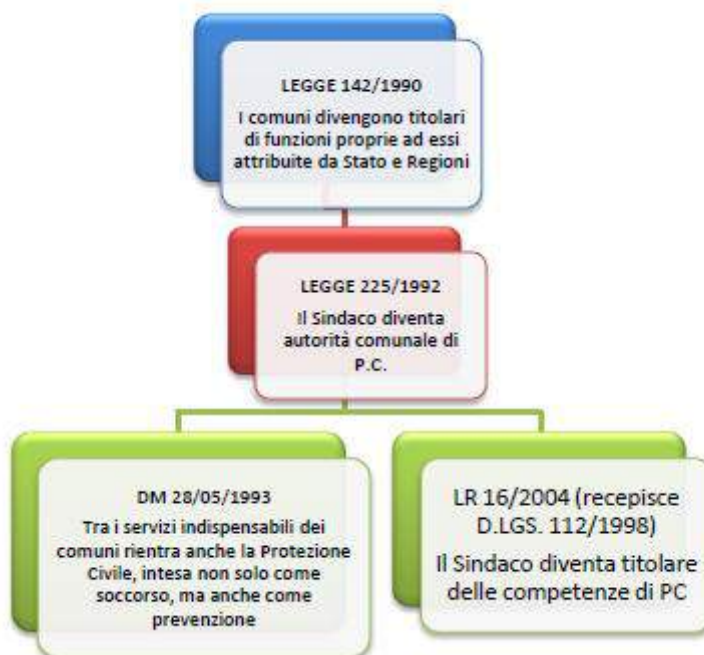 LEGGE 142/1990
I comuni divengono titolari
di funzioni proprie ad essi
attribuite da Stato e Regioni
LEGGE 225/1992
Il Sindaco diventa
autorità comunale di
P.C.
DM 28/05/1993
Tra i servizi indispensabili dei
comuni rientra anche la Protezione
Civile, intesa non solo come
soccorso, ma anche come
prevenzione
LR 16/2004 (recepisce
D.LGS. 112/1998)
Il Sindaco diventa titolare
delle competenze di PC